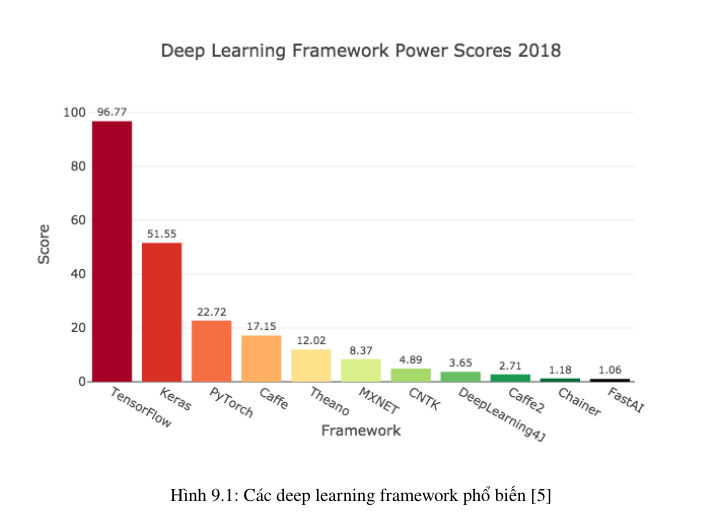 Deep Learning Framework Power Scores 2018
100
80
60
40
20
0
Score
96.77
51.55
22.72
17.15
12.02
8.37
4.89
3.65
2.71
1.18
1.06
TensorFlow
Keras
PyTorch
Caffe
Theano
MXNET
CNTK
DeepLearning4J
Caffe2
Chainer
FastAI
Framework
Hình 9.1: Các deep learning framework phổ biến [5]